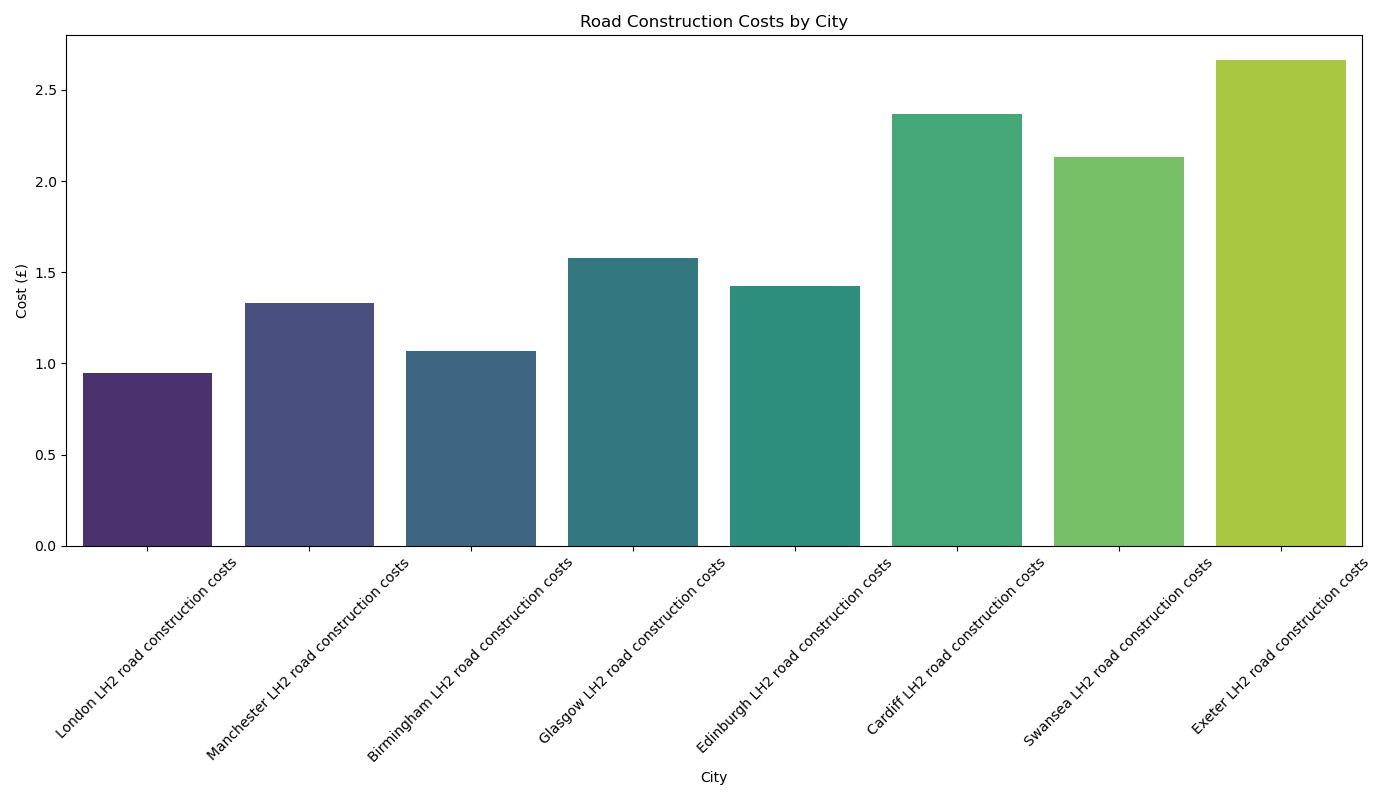 Road Construction Costs by City
Cost (£)
2.5
2.0
1.5
1.0
0.5
0.0
London LH2 road construction costs
Manchester LH2 road construction costs
Birmingham LH2 road construction costs
Glasgow LH2 road construction costs
Edinburgh LH2 road construction costs
Cardiff LH2 road construction costs
Swansea LH2 road construction costs
Exeter LH2 road construction costs
City